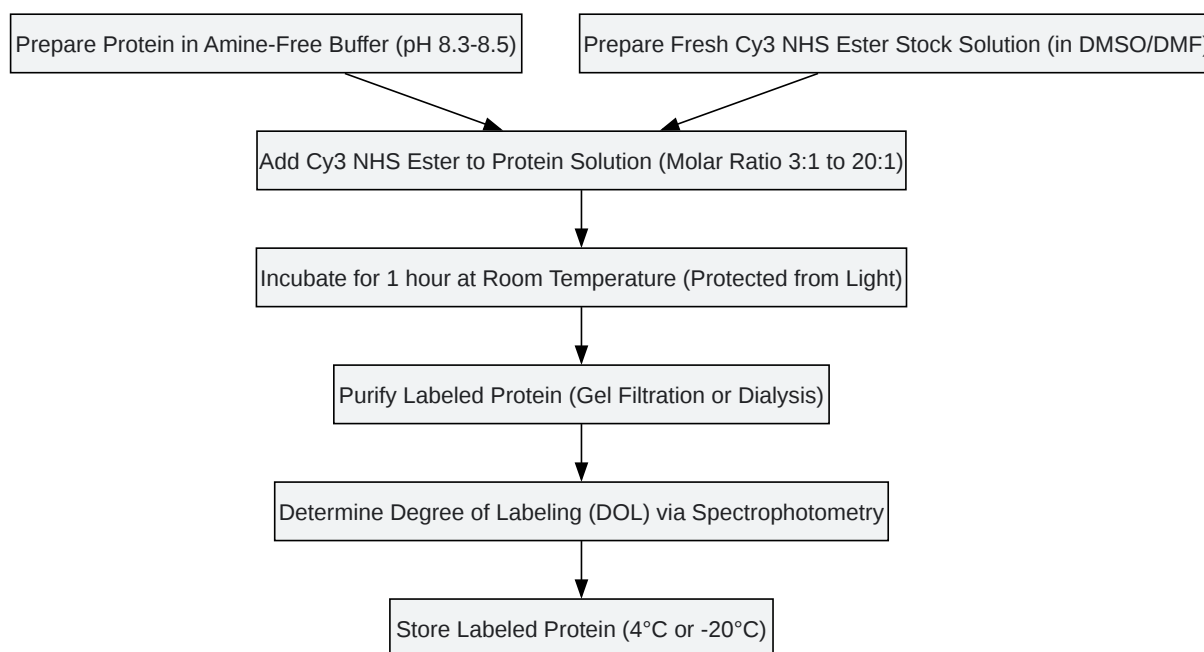 Prepare Protein in Amine-Free Buffer (pH 8.3-8.5)
Prepare Fresh Cy3 NHS Ester Stock Solution (in DMSO/DMF)
Add Cy3 NHS Ester to Protein Solution (Molar Ratio 3:1 to 20:1)
Incubate for 1 hour at Room Temperature (Protected from Light)
Purify Labeled Protein (Gel Filtration or Dialysis)
Determine Degree of Labeling (DOL) via Spectrophotometry
Store Labeled Protein (4°C or -20°C)